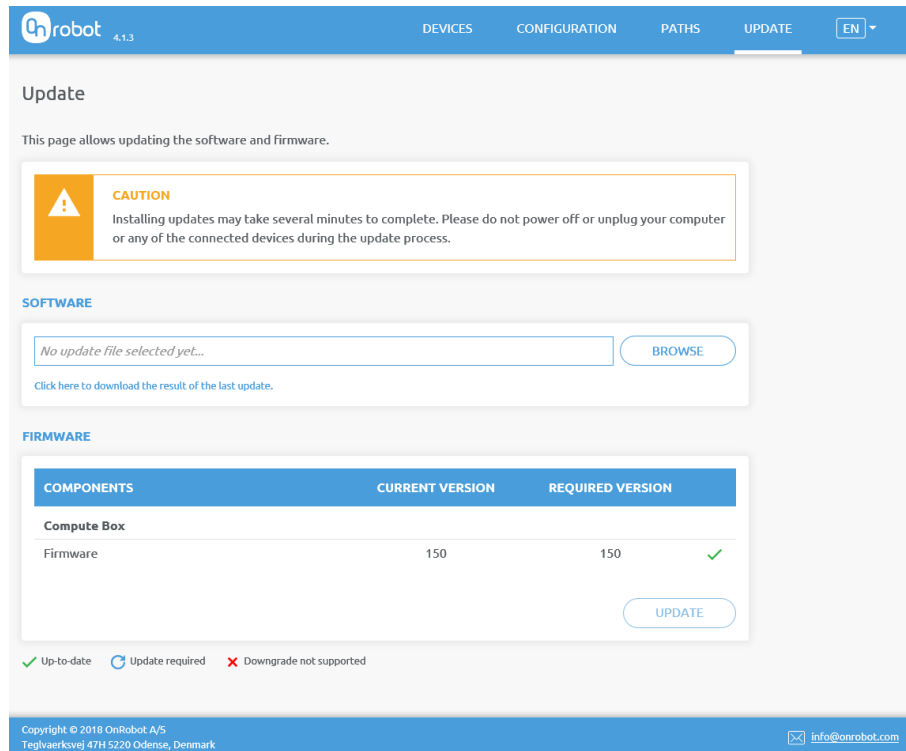 OnRobot 4.1.3 DEVICES CONFIGURATION PATHS UPDATE EN
Update
This page allows updating the software and firmware.
CAUTION
Installing updates may take several minutes to complete. Please do not power off or unplug your computer
or any of the connected devices during the update process.
SOFTWARE
No update file selected yet... BROWSE
Click here to download the result of the last update.
FIRMWARE
COMPONENTS CURRENT VERSION REQUIRED VERSION
Compute Box
Firmware 150 150
UPDATE
Up-to-date Update required Downgrade not supported
Copyright © 2018 OnRobot A/S
Teglvaerksvej 47H 5220 Odense, Denmark info@onrobot.com